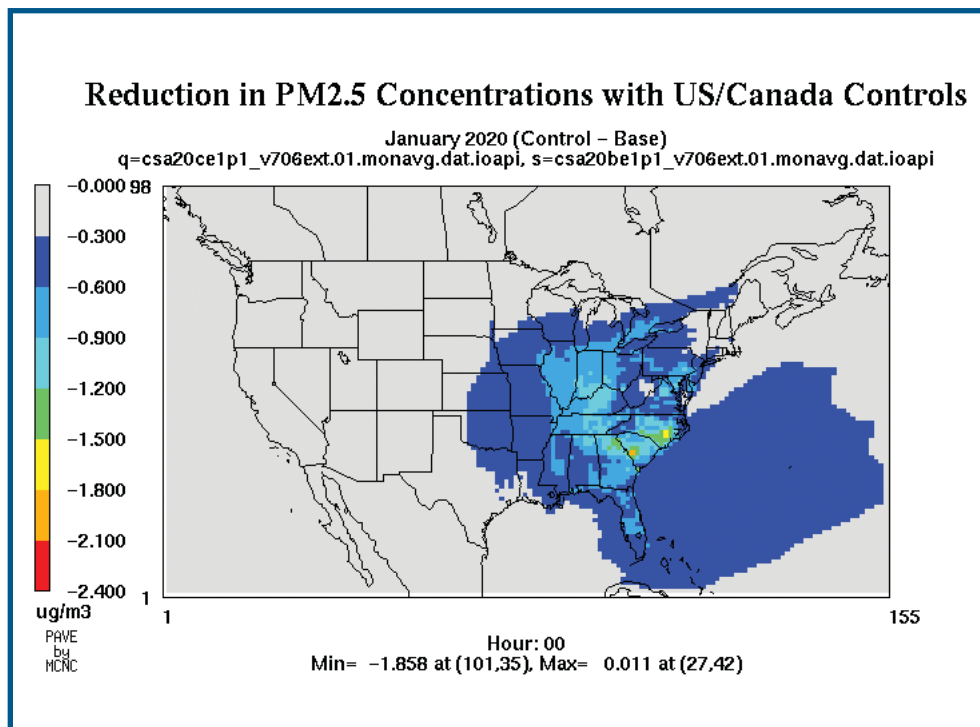 Reduction in PM2.5 Concentrations with US/Canada Controls
January 2020 (Control – Base)
q=csa20ce1p1_v706ext.01.monavg.dat.ioapi, s=csa20be1p1_v706ext.01.monavg.dat.ioapi
−0.000 98
−0.300
−0.600
−0.900
−1.200
−1.500
−1.800
−2.100
−2.400 1
ug/m3 1 155
PAVE
by
MCNC
Hour: 00
Min= −1.858 at (101,35), Max= 0.011 at (27,42)